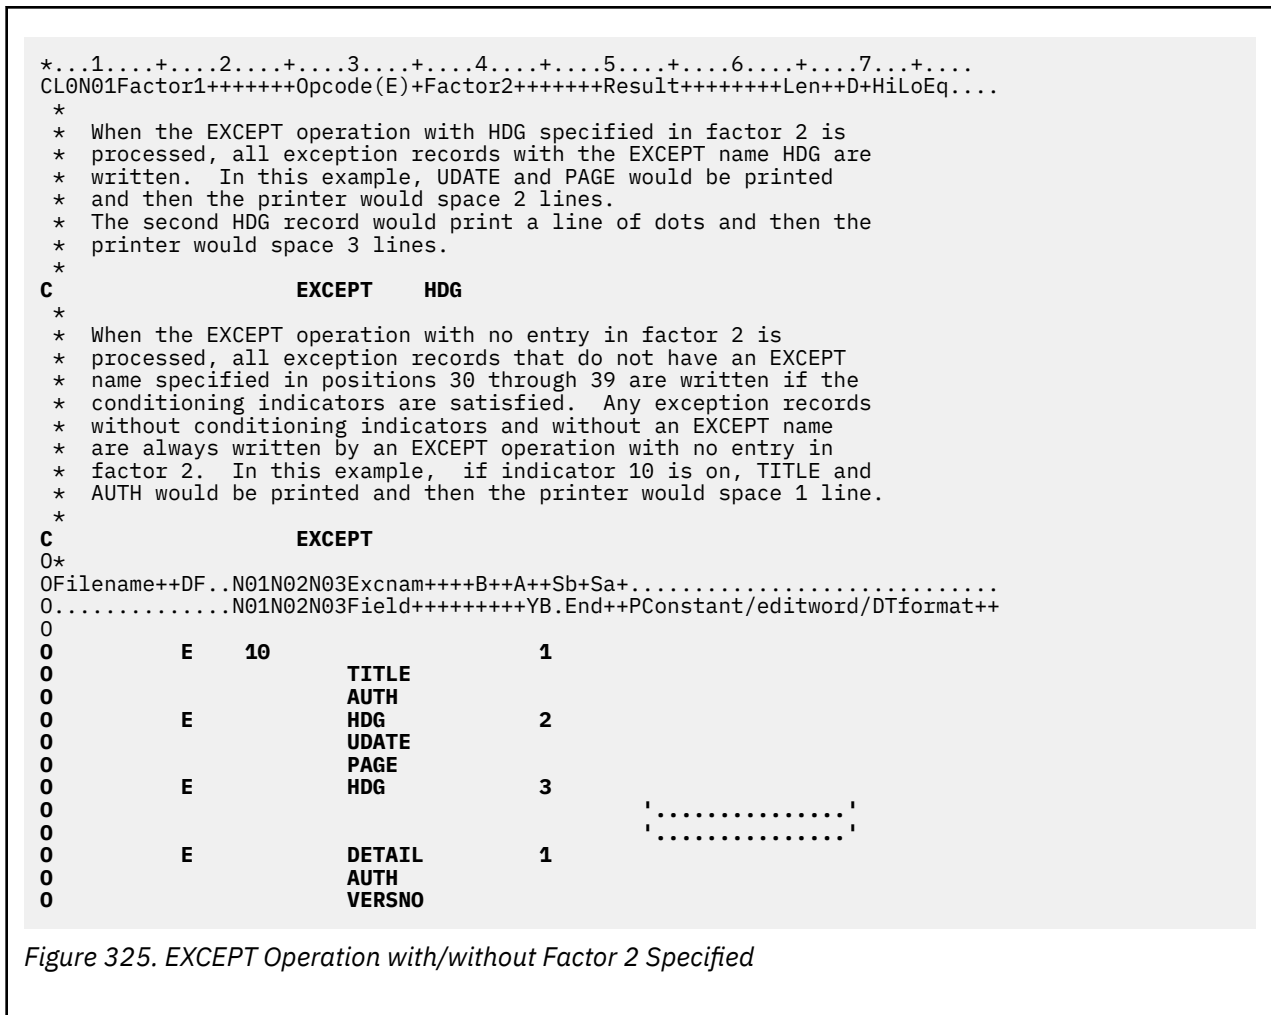 *...1....+....2....+....3....+....4....+....5....+....6....+....7...+....
CL0N01Factor1+++++++Opcode(E)+Factor2+++++++Result++++++++Len++D+HiLoEq....
 *
 *  When the EXCEPT operation with HDG specified in factor 2 is
 *  processed, all exception records with the EXCEPT name HDG are
 *  written.  In this example, UDATE and PAGE would be printed
 *  and then the printer would space 2 lines.
 *  The second HDG record would print a line of dots and then the
 *  printer would space 3 lines.
 *
C                   EXCEPT    HDG
 *
 *  When the EXCEPT operation with no entry in factor 2 is
 *  processed, all exception records that do not have an EXCEPT
 *  name specified in positions 30 through 39 are written if the
 *  conditioning indicators are satisfied.  Any exception records
 *  without conditioning indicators and without an EXCEPT name
 *  are always written by an EXCEPT operation with no entry in
 *  factor 2.  In this example,  if indicator 10 is on, TITLE and
 *  AUTH would be printed and then the printer would space 1 line.
 *
C                   EXCEPT
O*
OFilename++DF..N01N02N03Excnam++++B++A++Sb+Sa+.............................
O..............N01N02N03Field+++++++++YB.End++PConstant/editword/DTformat++
O
O          E    10                     1
O                       TITLE
O                       AUTH
O          E            HDG            2
O                       UDATE
O                       PAGE
O          E            HDG            3
O                                              '...............'
O                                              '...............'
O          E            DETAIL         1
O                       AUTH
O                       VERSNO
Figure 325. EXCEPT Operation with/without Factor 2 Specified